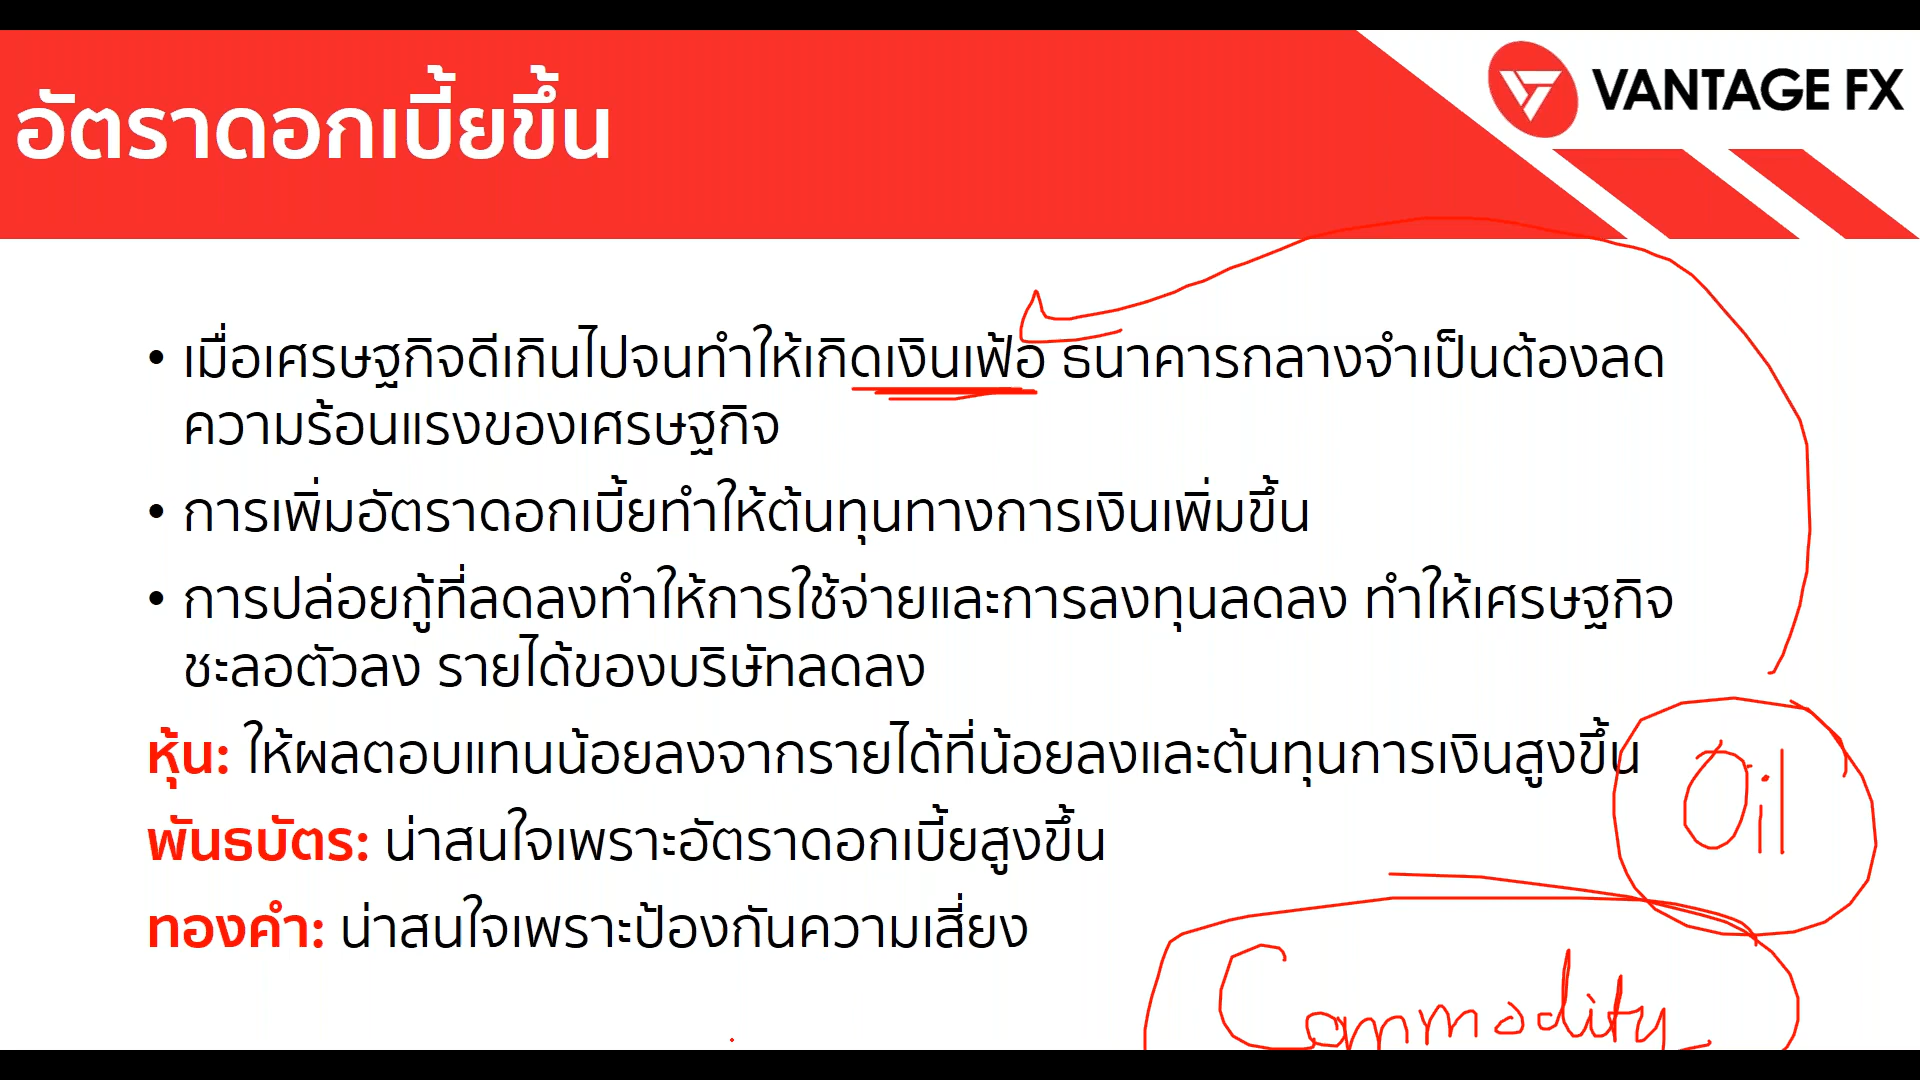 VANTAGE FX
อัตราดอกเบี้ยขึ้น
• เมื่อเศรษฐกิจดีเกินไปจนทำให้เกิดเงินเฟ้อ ธนาคารกลางจำเป็นต้องลด
ความร้อนแรงของเศรษฐกิจ
• การเพิ่มอัตราดอกเบี้ยทำให้ต้นทุนทางการเงินเพิ่มขึ้น
• การปล่อยกู้ที่ลดลงทำให้การใช้จ่ายและการลงทุนลดลง ทำให้เศรษฐกิจ
ชะลอตัวลง รายได้ของบริษัทลดลง
หุ้น: ให้ผลตอบแทนน้อยลงจากรายได้ที่น้อยลงและต้นทุนการเงินสูงขึ้น
Oil
พันธบัตร: น่าสนใจเพราะอัตราดอกเบี้ยสูงขึ้น
ทองคำ: น่าสนใจเพราะป้องกันความเสี่ยง
Commodity